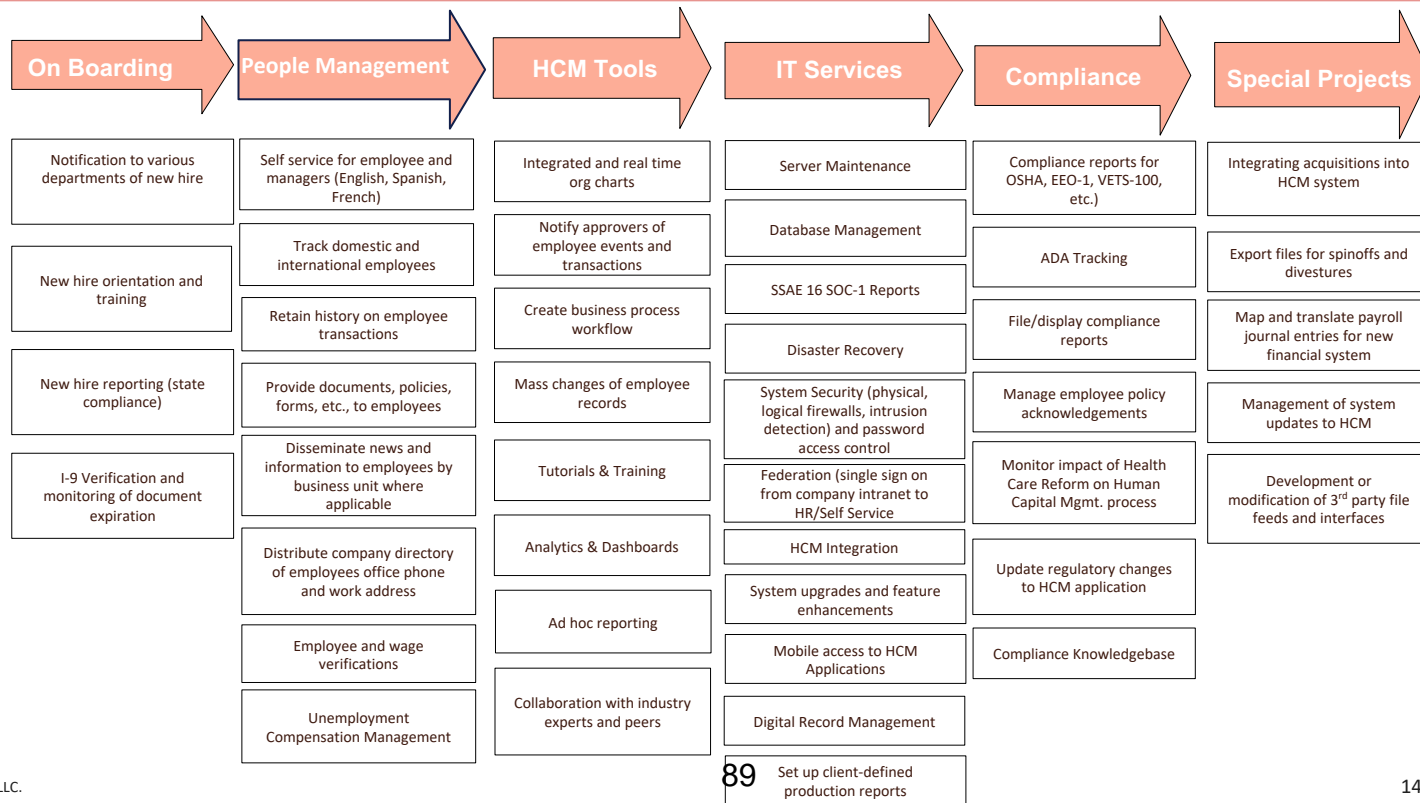 On Boarding
People Management
HCM Tools
IT Services
Compliance
Special Projects
Notification to various
departments of new hire
New hire orientation and
training
New hire reporting (state
compliance)
I-9 Verification and
monitoring of document
expiration
Self service for employee and
managers (English, Spanish,
French)
Track domestic and
international employees
Retain history on employee
transactions
Provide documents, policies,
forms, etc., to employees
Disseminate news and
information to employees by
business unit where
applicable
Distribute company directory
of employees office phone
and work address
Employee and wage
verifications
Unemployment
Compensation Management
Integrated and real time
org charts
Notify approvers of
employee events and
transactions
Create business process
workflow
Mass changes of employee
records
Tutorials & Training
Analytics & Dashboards
Ad hoc reporting
Collaboration with industry
experts and peers
Server Maintenance
Database Management
SSAE 16 SOC-1 Reports
Disaster Recovery
System Security (physical,
logical firewalls, intrusion
detection) and password
access control
Federation (single sign on
from company intranet to
HR/Self Service
HCM Integration
System upgrades and feature
enhancements
Mobile access to HCM
Applications
Digital Record Management
Set up client-defined
production reports
Compliance reports for
OSHA, EEO-1, VETS-100,
etc.)
ADA Tracking
File/display compliance
reports
Manage employee policy
acknowledgements
Monitor impact of Health
Care Reform on Human
Capital Mgmt. process
Update regulatory changes
to HCM application
Compliance Knowledgebase
Integrating acquisitions into
HCM system
Export files for spinoffs and
divestures
Map and translate payroll
journal entries for new
financial system
Management of system
updates to HCM
Development or
modification of 3rd party file
feeds and interfaces
LLC.
89
14